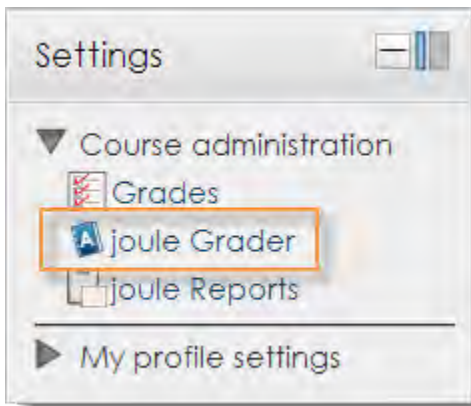 Settings
Course administration
Grades
A joule Grader
joule Reports
My profile settings